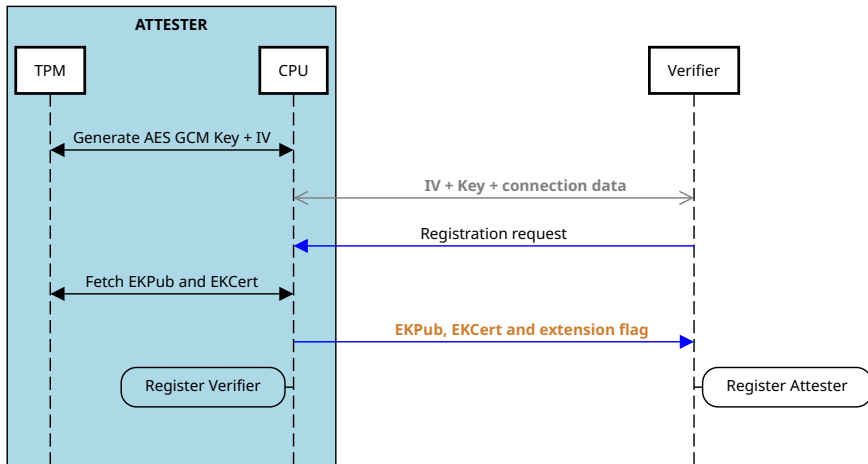 ATTESTER
TPM
CPU
Verifier
Generate AES GCM Key + IV
IV + Key + connection data
Registration request
Fetch EKPub and EKCert
EKPub, EKCert and extension flag
Register Verifier
Register Attester